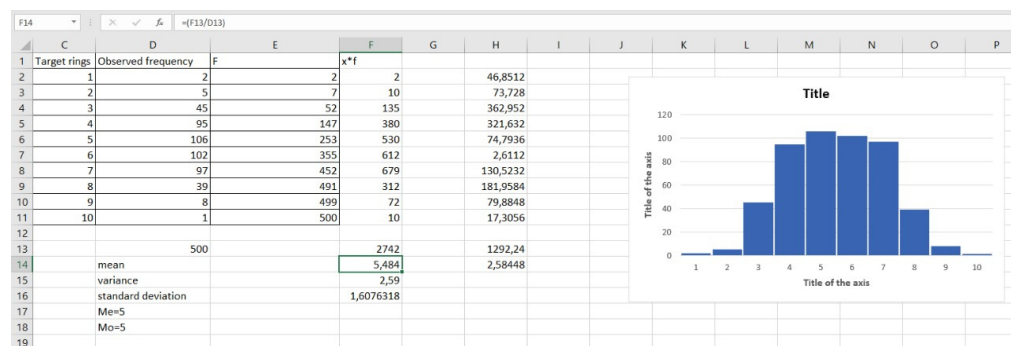 F14 fx =(F13/D13)
C D E F G H I J K L M N O P
1 Target rings Observed frequency F x*f
2 1 2 2 2 46,8512
3 2 5 7 10 73,728
4 3 45 52 135 362,952
5 4 95 147 380 321,632
6 5 106 253 530 74,7936
7 6 102 355 612 2,6112
8 7 97 452 679 130,5232
9 8 39 491 312 181,9584
10 9 8 499 72 79,8848
11 10 1 500 10 17,3056
12
13 500 2742 1292,24
14 mean 5,484 2,58448
15 variance 2,59
16 standard deviation 1,6076318
17 Me=5
18 Mo=5
19
Title
Title of the axis
120
100
80
60
40
20
0
1 2 3 4 5 6 7 8 9 10
Title of the axis